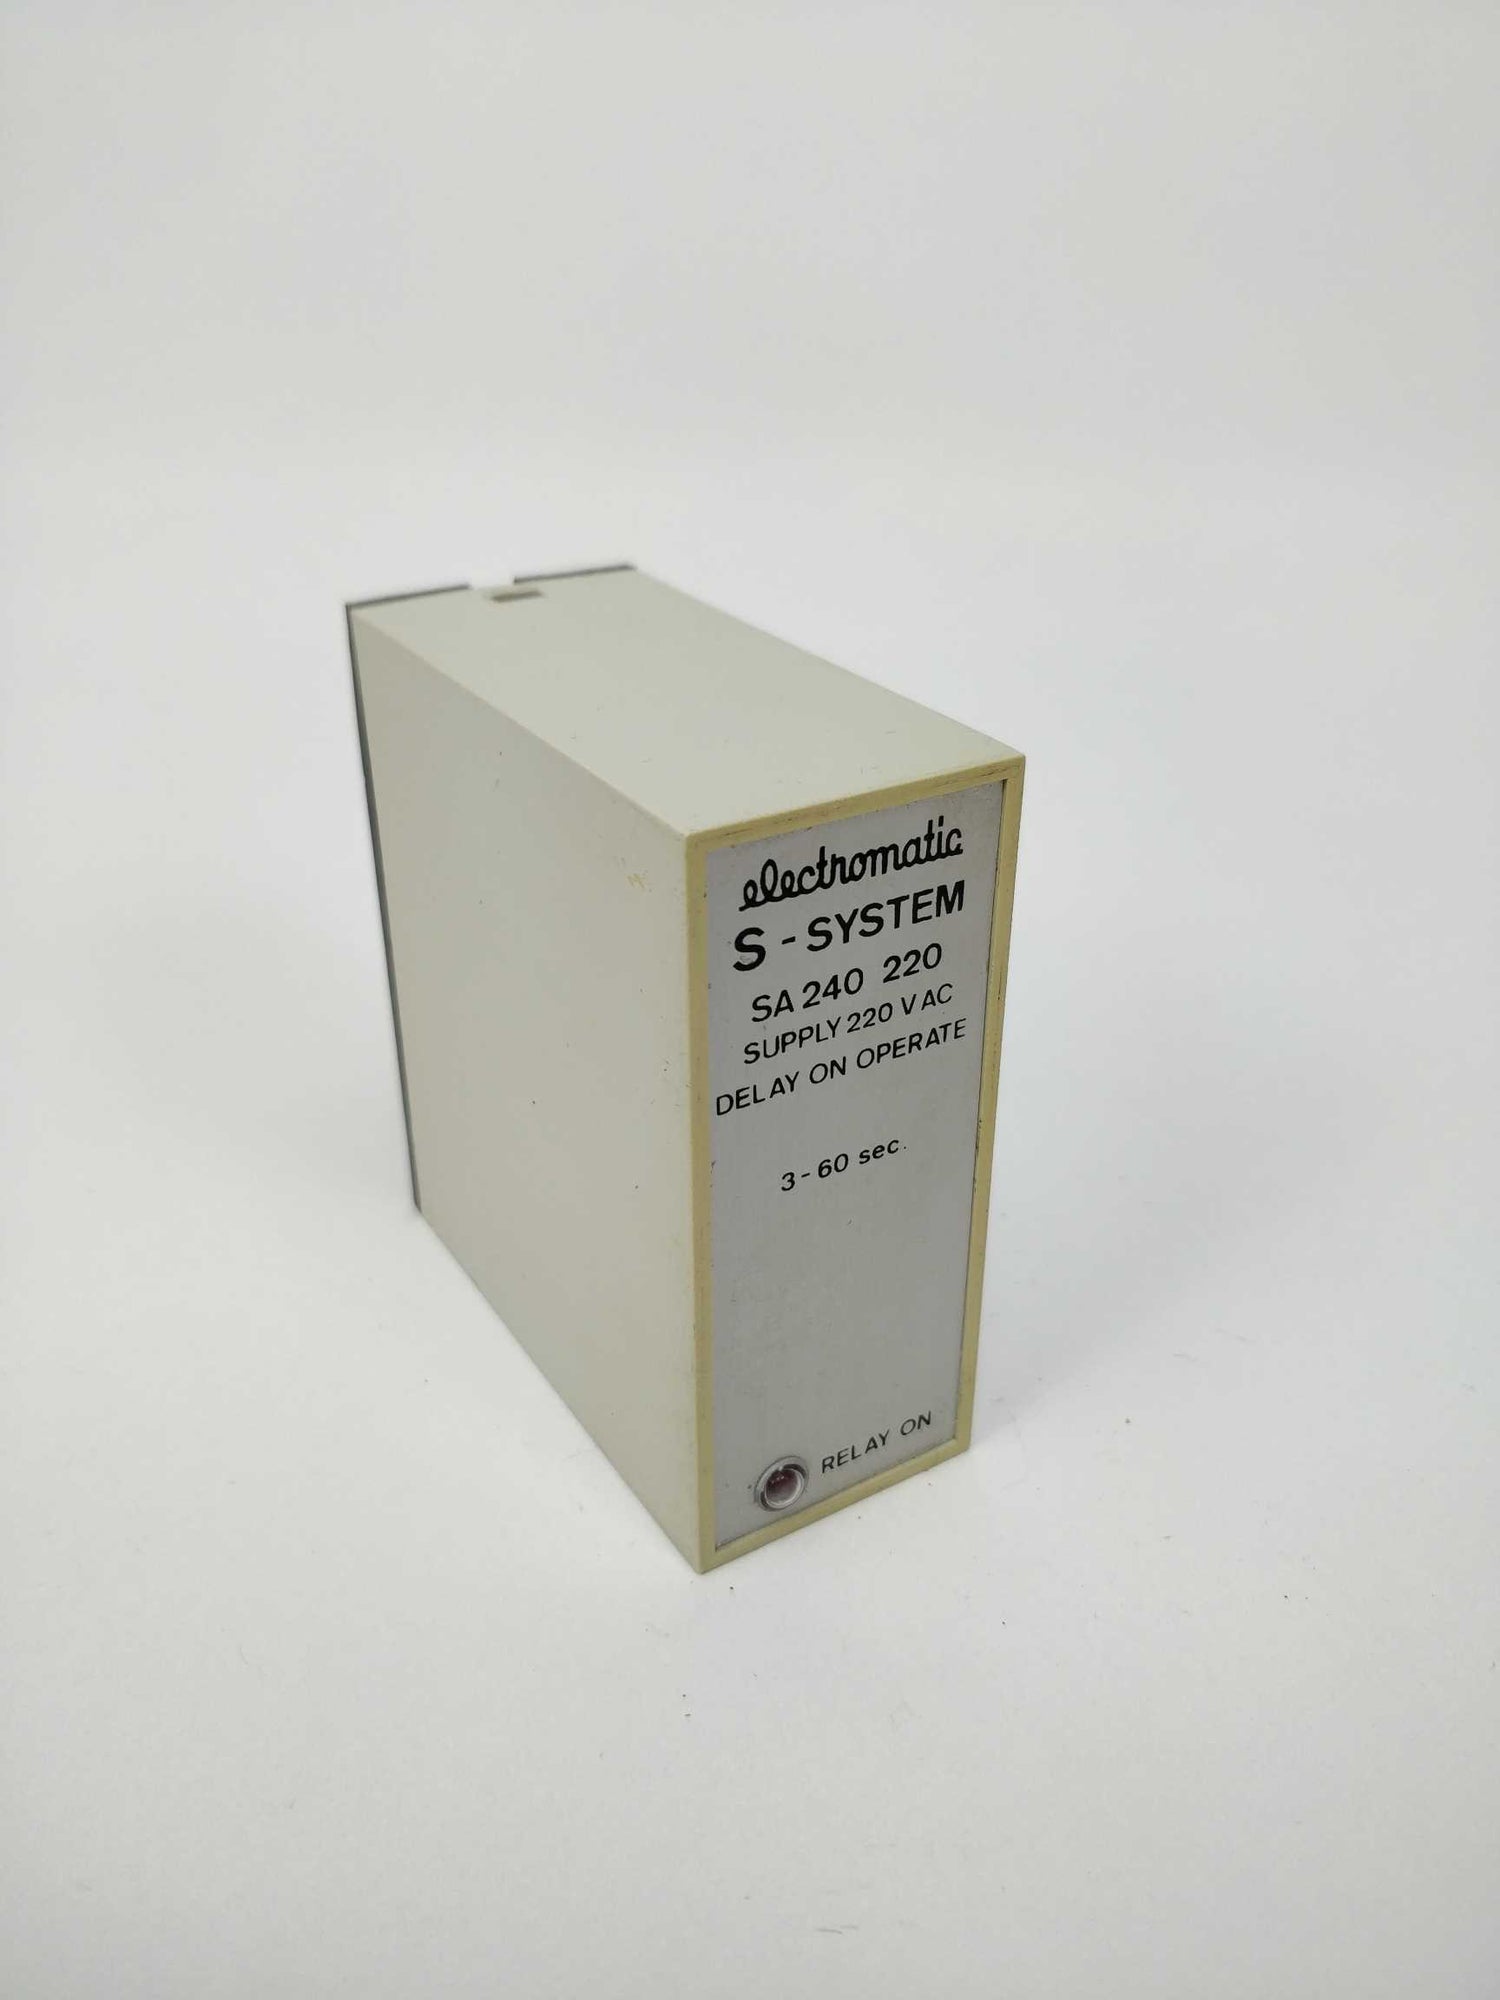 electromatic
S - SYSTEM
SA 240 220
SUPPLY 220 V AC
DELAY ON OPERATE
3 - 60 sec.
RELAY ON